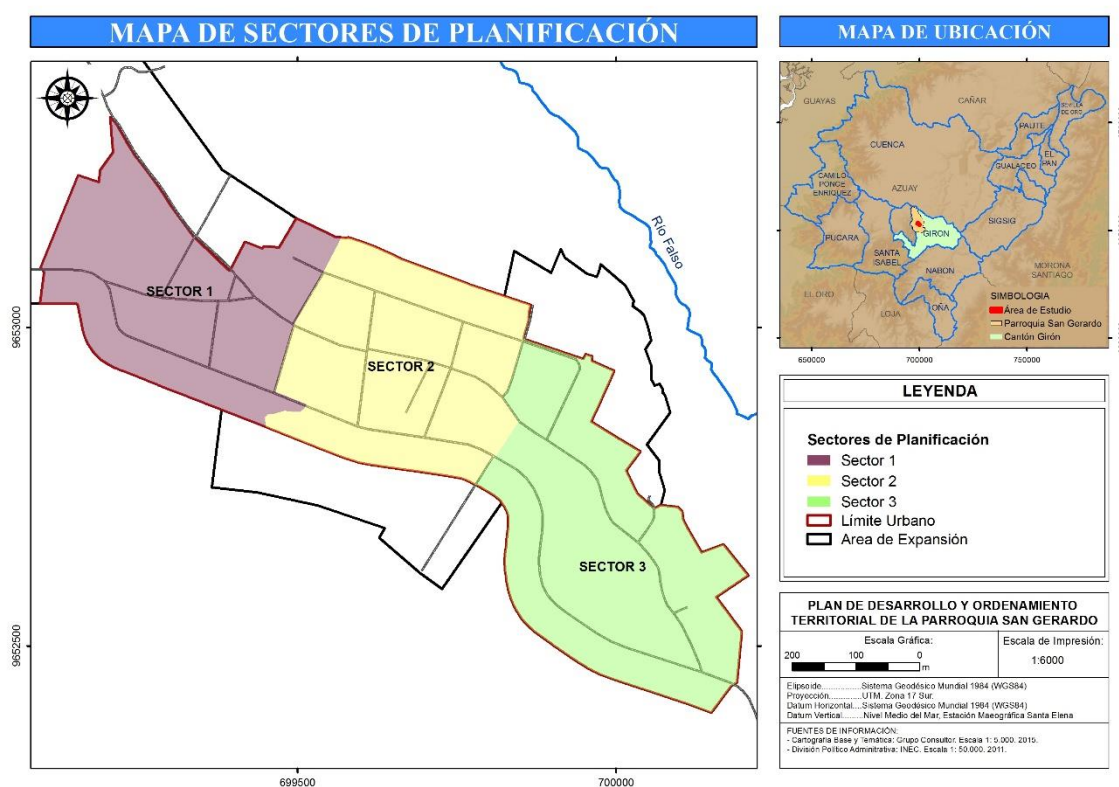 MAPA DE SECTORES DE PLANIFICACIÓN
SECTOR 1
SECTOR 2
SECTOR 3
Río Falso
9653000
9652500
699500
700000
MAPA DE UBICACIÓN
GUAYAS
CAÑAR
SEVILLA
DE ORO
PAUTE
CUENCA
EL
PAN
GUALACEO
CAMILO
PONCE
ENRIQUEZ
AZUAY
SIGSIG
GIRON
PUCARA
SANTA
ISABEL
MORONA
SANTIAGO
NABON
EL ORO
LOJA
OÑA
SIMBOLOGIA
Área de Estudio
Parroquia San Gerardo
Cantón Girón
650000
700000
750000
LEYENDA
Sectores de Planificación
Sector 1
Sector 2
Sector 3
Límite Urbano
Area de Expansión
PLAN DE DESARROLLO Y ORDENAMIENTO
TERRITORIAL DE LA PARROQUIA SAN GERARDO
Escala Gráfica:
200 100 0
m
Escala de Impresión:
1:6000
Elipsoide.................Sistema Geodésico Mundial 1984 (WGS84)
Proyección..............UTM, Zona 17 Sur.
Datum Horizontal....Sistema Geodésico Mundial 1984 (WGS84)
Datum Vertical.........Nivel Medio del Mar, Estación Maeográfica Santa Elena
FUENTES DE INFORMACIÓN:
- Cartografía Base y Temática: Grupo Consultor. Escala 1: 5.000. 2015.
- División Político Adminitrativa: INEC. Escala 1: 50.000. 2011.